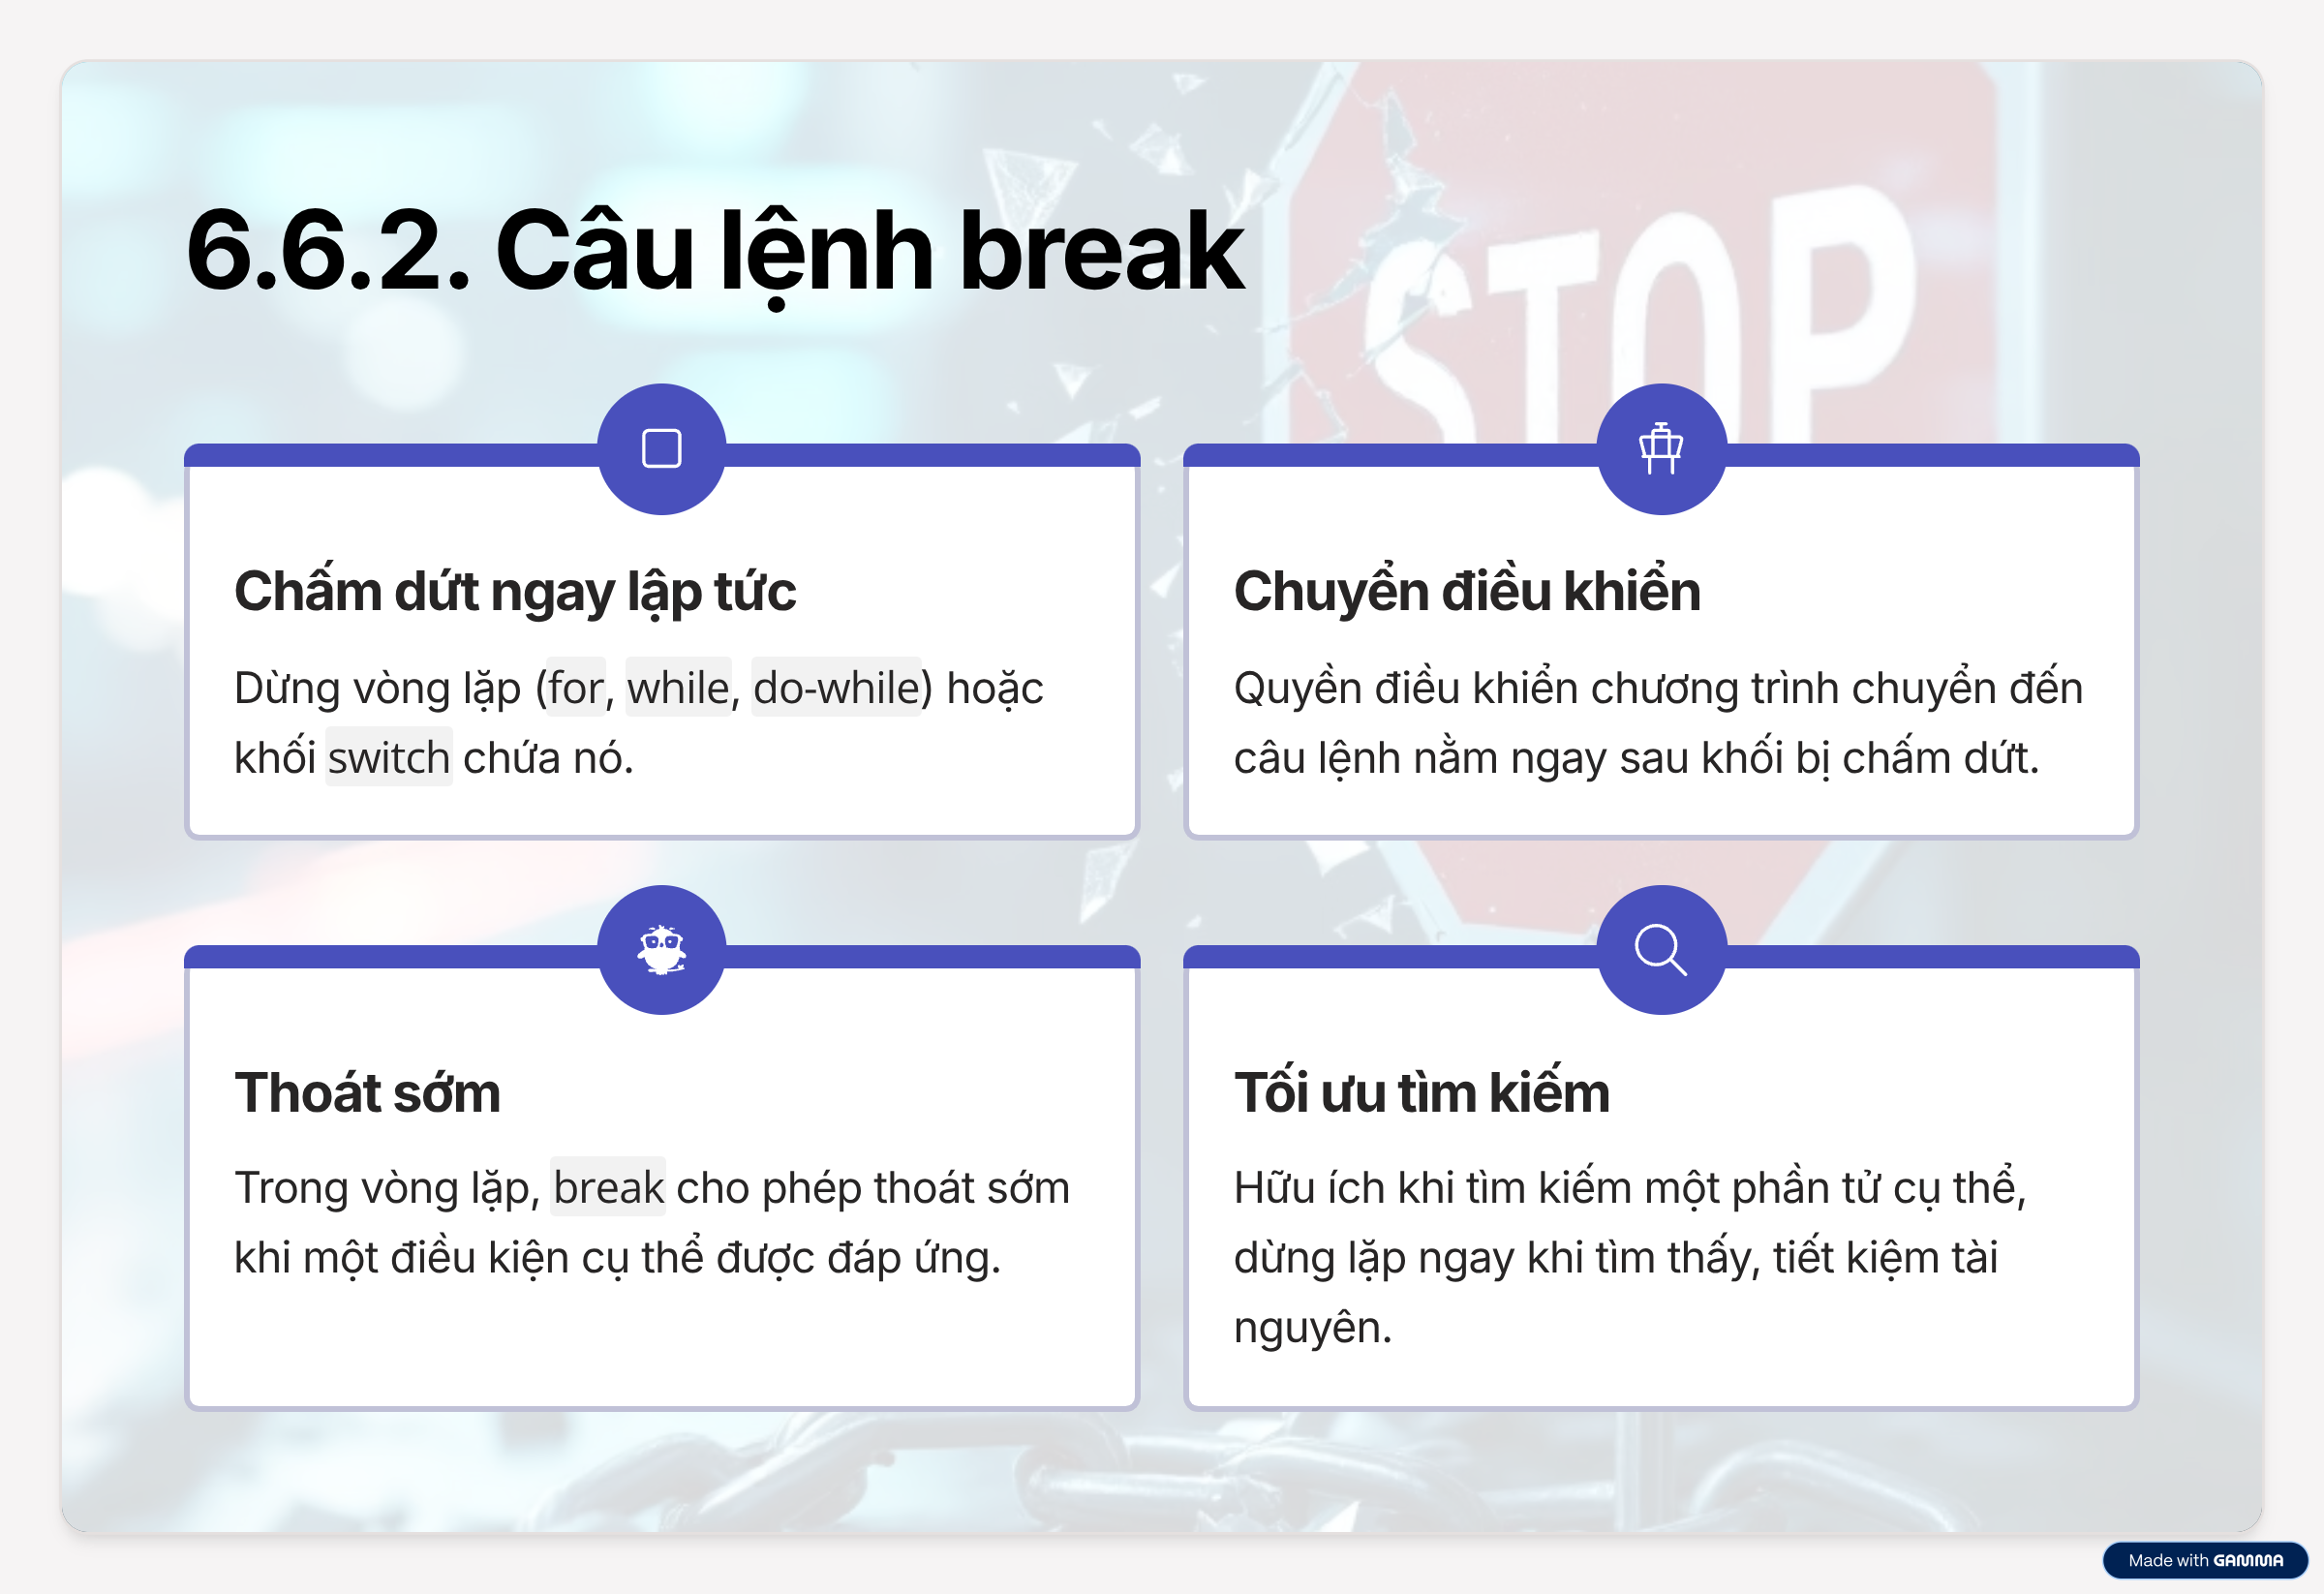 STOP
6.6.2. Câu lệnh break
Chấm dứt ngay lập tức
Dừng vòng lặp (for, while, do-while) hoặc
khối switch chứa nó.
Chuyển điều khiển
Quyền điều khiển chương trình chuyển đến
câu lệnh nằm ngay sau khối bị chấm dứt.
Thoát sớm
Trong vòng lặp, break cho phép thoát sớm
khi một điều kiện cụ thể được đáp ứng.
Tối ưu tìm kiếm
Hữu ích khi tìm kiếm một phần tử cụ thể,
dừng lặp ngay khi tìm thấy, tiết kiệm tài
nguyên.
Made with GAMMA